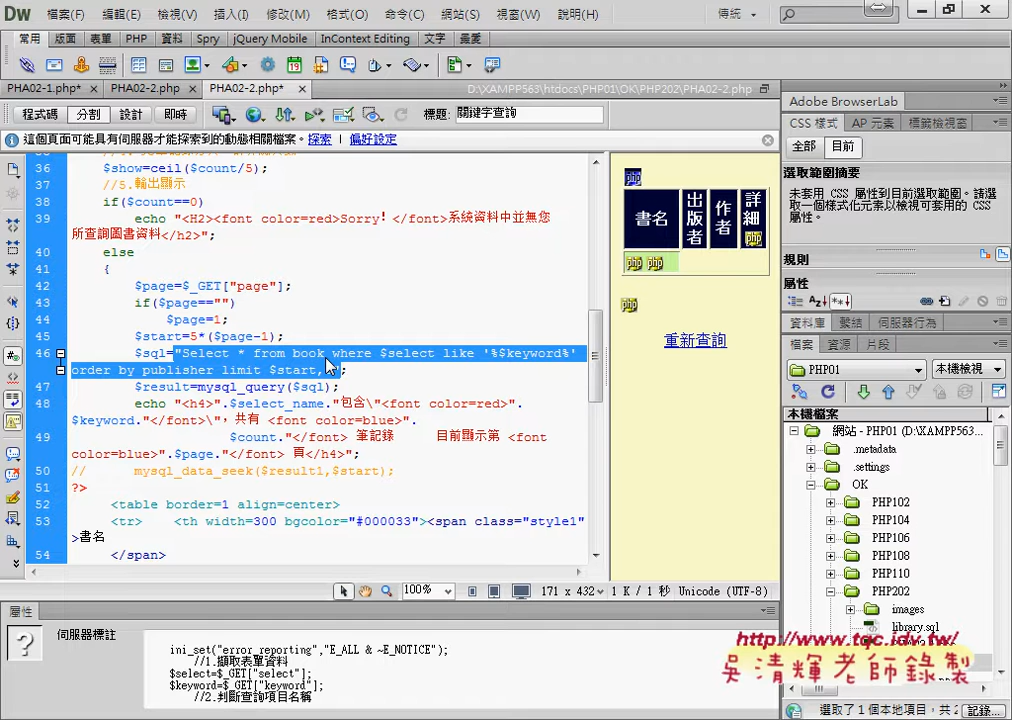 Dw 檔案(F) 編輯(E) 檢視(V) 插入(I) 修改(M) 格式(O) 命令(C) 網站(S) 視窗(W) 說明(H) 傳統
常用 版面 表單 PHP 資料 Spry jQuery Mobile InContext Editing 文字 最愛
PHA02-1.php* × PHA02-2.php × PHA02-2.php* × D:\XAMPP563\htdocs\PHP01\OK\PHP202\PHA02-2.php
程式碼 分割 設計 即時 標題: 關鍵字查詢
這個頁面可能具有伺服器才能探索到的動態相關檔案。 探索 偏好設定
36 $show=ceil($count/5);
37 //5.輸出顯示
38 if($count==0)
39 echo "<H2><font color=red>Sorry! </font>系統資料中並無您
所查詢圖書資料</h2>";
40 else
41 {
42 $page=$_GET["page"];
43 if($page=="")
44 $page=1;
45 $start=5*($page-1);
46 $sql="Select * from book where $select like '%$keyword%'
order by publisher limit $start,
47 $result=mysql_query($sql);
48 echo "<h4>".$select_name."包含\"<font color=red>".
$keyword."</font>\"，共有 <font color=blue>".
49 $count."</font> 筆記錄 目前顯示第 <font
color=blue>".$page."</font> 頁</h4>";
50 // mysql_data_seek($result1,$start);
51 ?>
52 <table border=1 align=center>
53 <tr> <th width=300 bgcolor="#000033"><span class="style1"
>書名
54 </span>
php
書名 出版者 作者 詳細 php
php php
php
重新查詢
100% 171 x 432 1 K / 1 秒 Unicode (UTF-8)
屬性
伺服器標註
ini_set("error_reporting","E_ALL & ~E_NOTICE");
//1.擷取表單資料
$select=$_GET["select"];
$keyword=$_GET["keyword"];
//2.判斷查詢項目名稱
Adobe BrowserLab
CSS 樣式 AP 元素 標籤檢視窗
全部 目前
選取範圍摘要
未套用 CSS 屬性到目前選取範圍。請選
取一個樣式化元素以檢視可套用的 CSS
屬性。
規則
屬性
資料庫 繫結 伺服器行為
檔案 資源 片段
PHP01 本機檢視
本機檔案
網站 - PHP01 (D:\XAMPP563...
.metadata
.settings
OK
PHP102
PHP104
PHP106
PHP108
PHP110
PHP202
images
library.sql
http://www.tqc.idv.tw/
吳清輝老師錄製
選取了 1 個本地項目，共 2 記錄...